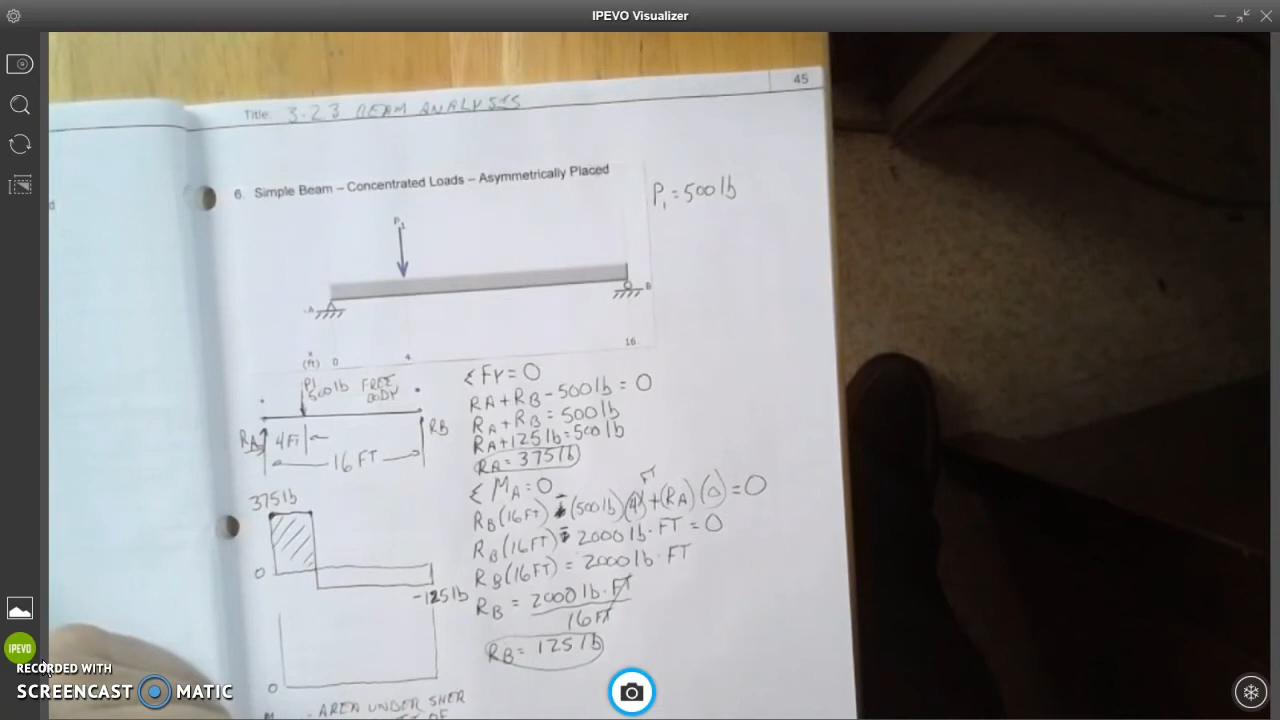 IPEVO Visualizer
45
Title: 3.2.3 BEAM ANALYSIS
6. Simple Beam – Concentrated Loads – Asymmetrically Placed
P1 = 500 lb
P1
A
B
x
(ft) 0 4 16
P1
500 lb FREE
BODY
RA
RB
4 FT
16 FT
Σ FY = 0
RA + RB - 500 lb = 0
RA + RB = 500 lb
RA + 125 lb = 500 lb
RA = 375 lb
Σ MA = 0
RB (16 FT) - (500 lb) (4 FT) + (RA) (0) = 0
RB (16 FT) - 2000 lb · FT = 0
RB (16 FT) = 2000 lb · FT
RB = 2000 lb · FT
16 FT
RB = 125 lb
375 lb
0
-125 lb
0
M
- AREA UNDER SHER
OF
IPEVO
RECORDED WITH
SCREENCAST MATIC